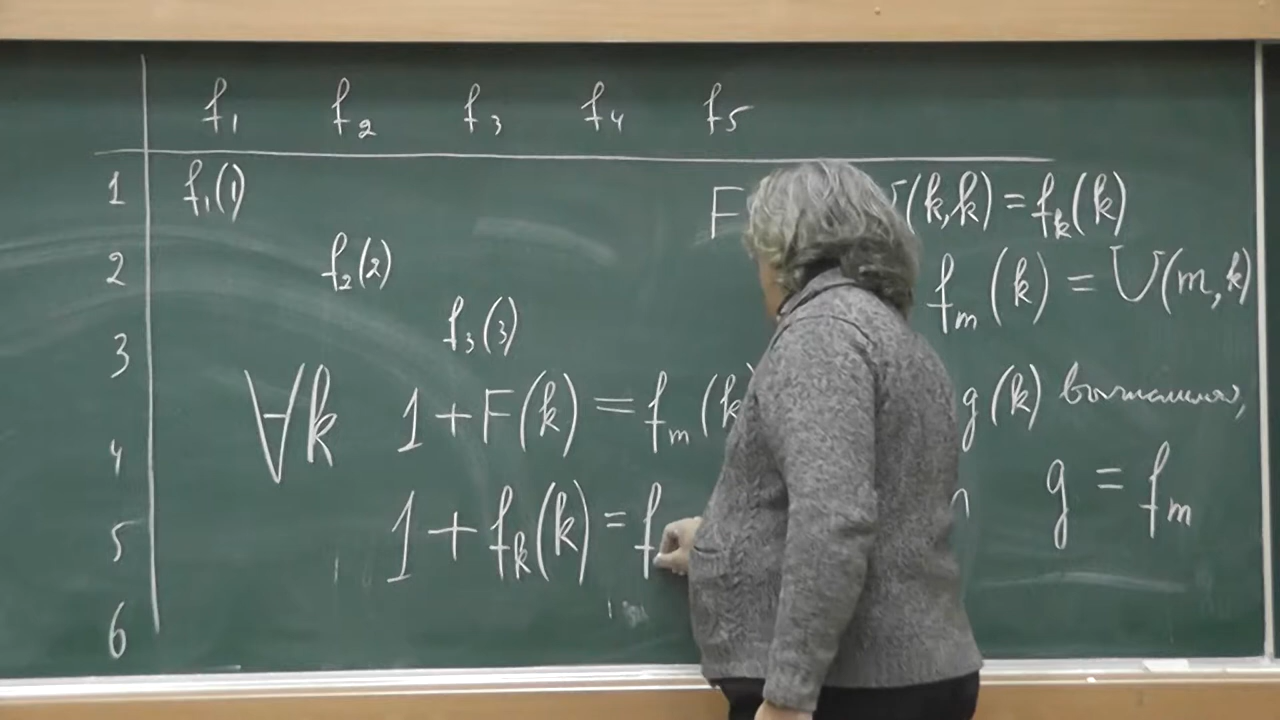 f₁ f₂ f₃ f₄ f₅
1 f₁(1) F (k,k) = fₖ(k)
2 f₂(2) fₘ(k) = U(m,k)
3 f₃(3)
∀k 1+F(k) = fₘ(k g(k)
4 g = fₘ
5 1+fₖ(k) = f
6